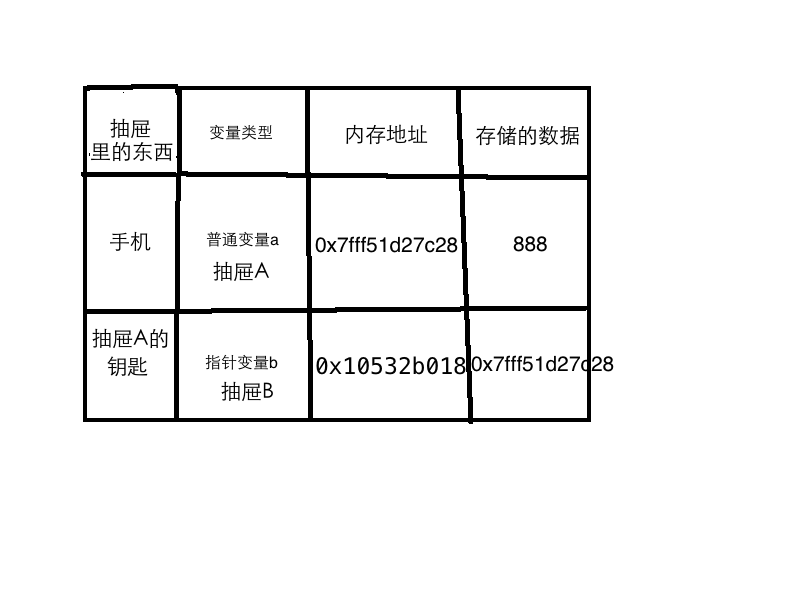 抽屉
里的东西
变量类型
内存地址
存储的数据
手机
普通变量a
抽屉A
0x7fff51d27c28
888
抽屉A的
钥匙
指针变量b
抽屉B
0x10532b018
0x7fff51d27c28